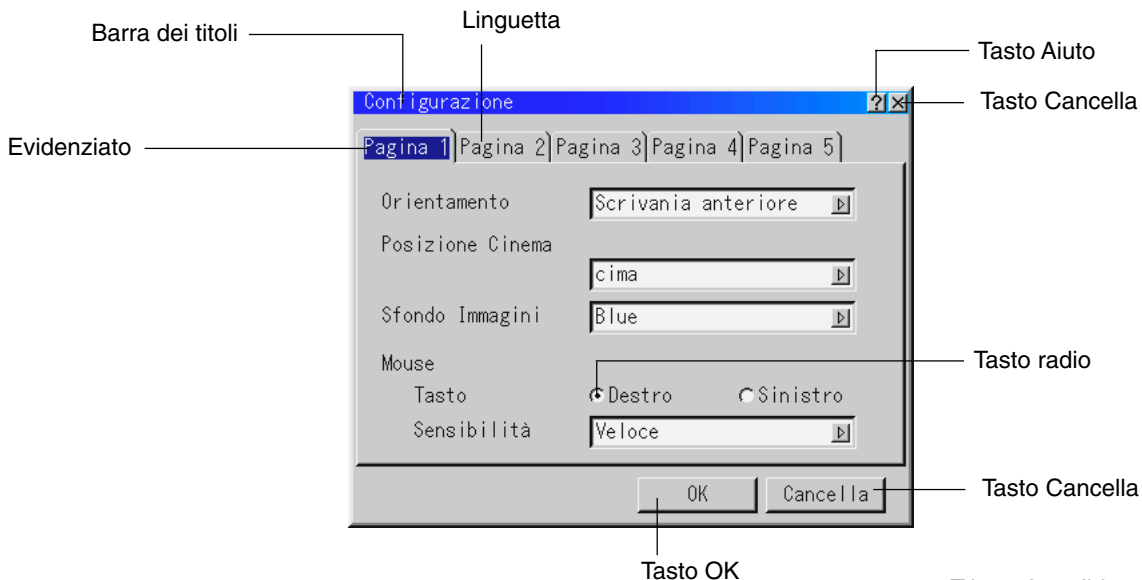 Linguetta
Barra dei titoli
Tasto Aiuto
Configurazione ? ×
Tasto Cancella
Evidenziato
Pagina 1 Pagina 2 Pagina 3 Pagina 4 Pagina 5
Orientamento Scrivania anteriore
Posizione Cinema
cima
Sfondo Immagini Blue
Mouse
Tasto radio
Tasto Destro Sinistro
Sensibilità Veloce
OK Cancella
Tasto Cancella
Tasto OK